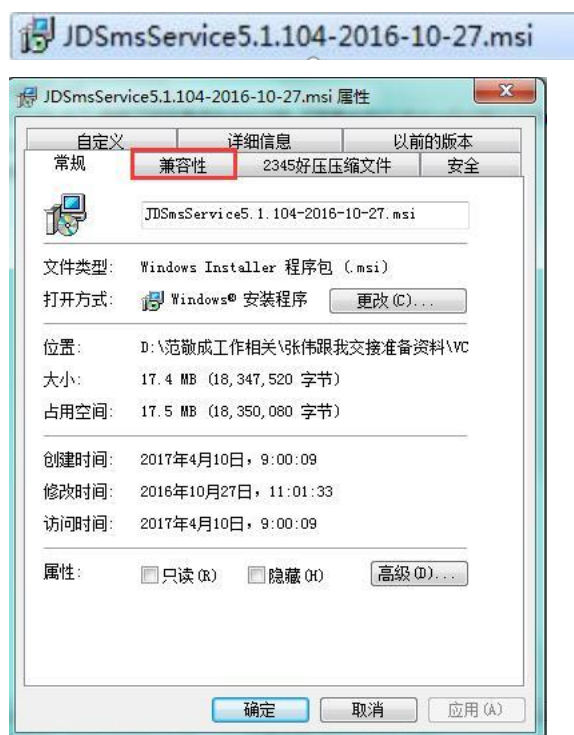 JDSmsService5.1.104-2016-10-27.msi
JDSmsService5.1.104-2016-10-27.msi 属性
自定义 详细信息 以前的版本
常规 兼容性 2345好压压缩文件 安全
JDSmsService5.1.104-2016-10-27.msi
文件类型: Windows Installer 程序包 (.msi)
打开方式: Windows® 安装程序 更改(C)...
位置: D:\范敬成工作相关\张伟跟我交接准备资料\VC
大小: 17.4 MB (18,347,520 字节)
占用空间: 17.5 MB (18,350,080 字节)
创建时间: 2017年4月10日，9:00:09
修改时间: 2016年10月27日，11:01:33
访问时间: 2017年4月10日，9:00:09
属性: 只读(R) 隐藏(H) 高级(D)...
确定 取消 应用(A)